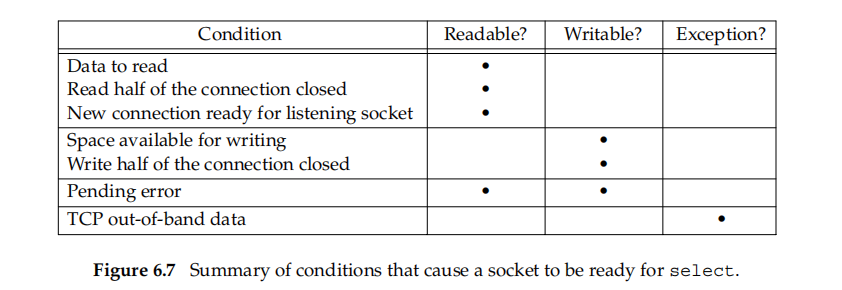 Condition Readable? Writable? Exception?
Data to read •
Read half of the connection closed •
New connection ready for listening socket •
Space available for writing •
Write half of the connection closed •
Pending error • •
TCP out-of-band data •
Figure 6.7 Summary of conditions that cause a socket to be ready for select.